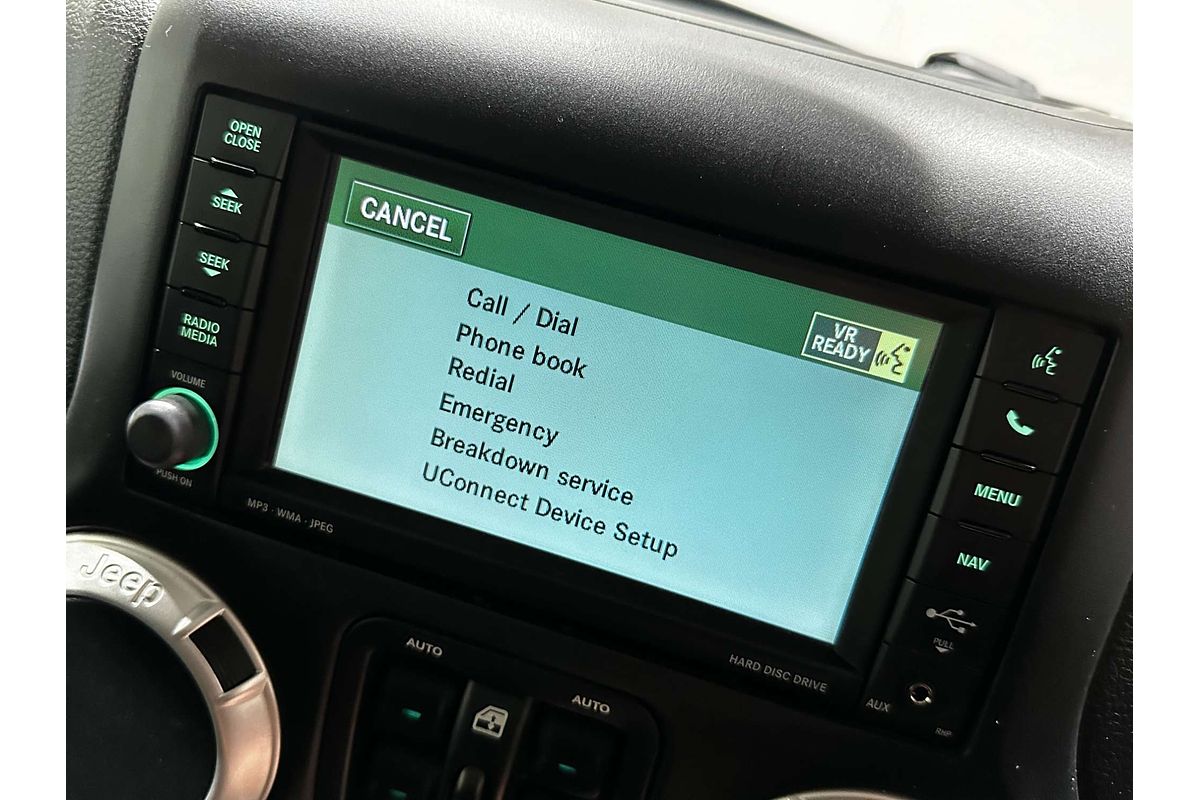 OPEN
CLOSE
SEEK
SEEK
RADIO
MEDIA
VOLUME
PUSH ON
CANCEL
VR
READY
Call / Dial
Phone book
Redial
Emergency
Breakdown service
UConnect Device Setup
MENU
NAV
PULL
AUX
RHP
MP3 · WMA · JPEG
HARD DISC DRIVE
Jeep
AUTO
AUTO